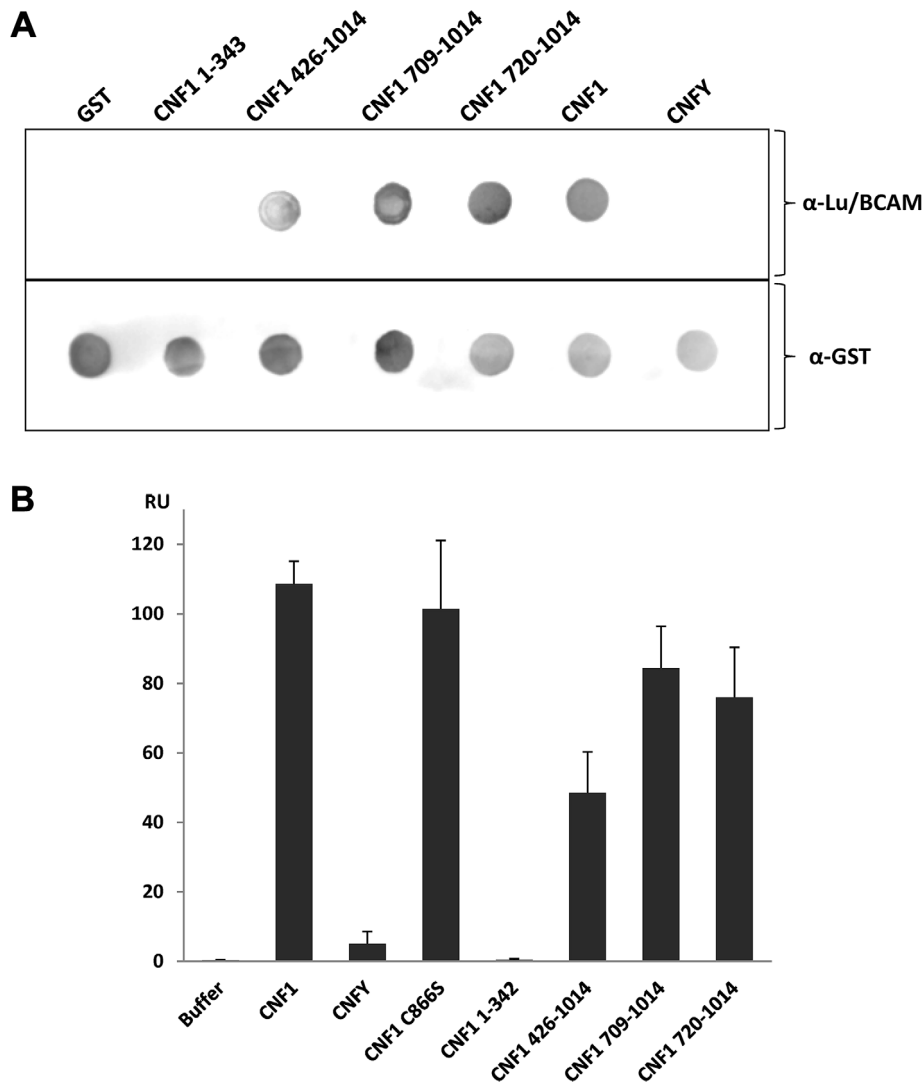 A
GST
CNF1 1-343
CNF1 426-1014
CNF1 709-1014
CNF1 720-1014
CNF1
CNFY
α-Lu/BCAM
α-GST
B
RU
120
100
80
60
40
20
0
Buffer
CNF1
CNFY
CNF1 C866S
CNF1 1-342
CNF1 426-1014
CNF1 709-1014
CNF1 720-1014